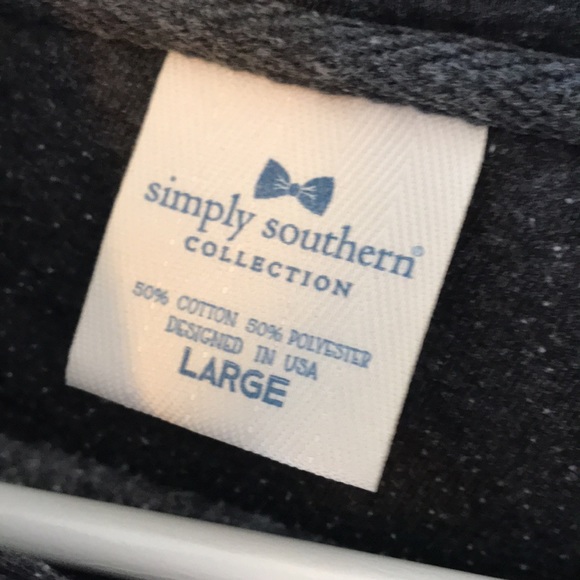 simply southern®
COLLECTION
50% COTTON 50% POLYESTER
DESIGNED IN USA
LARGE